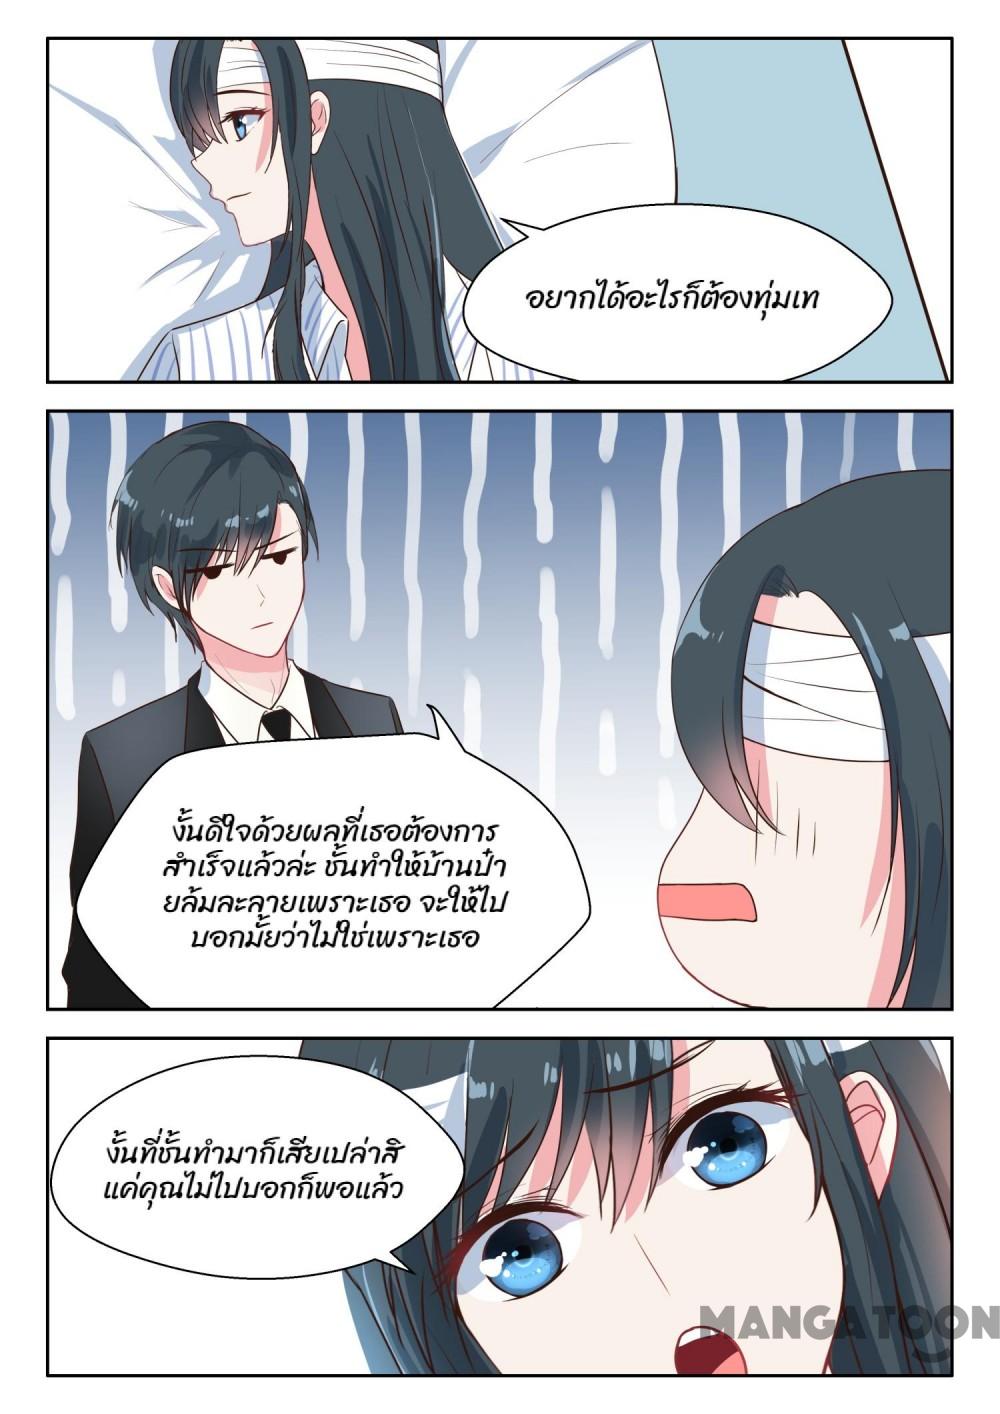 อยากได้อะไรก็ต้องทุ่มเท
งั้นดีใจด้วยผลที่เธอต้องการ
สำเร็จแล้วล่ะ ชั้นทำให้บ้านป๋า
ยล้มละลายเพราะเธอ จะให้ไป
บอกมั้ยว่าไม่ใช่เพราะเธอ
งั้นที่ชั้นทำมาก็เสียเปล่าสิ
แค่คุณไม่ไปบอกก็พอแล้ว
MANGATOON